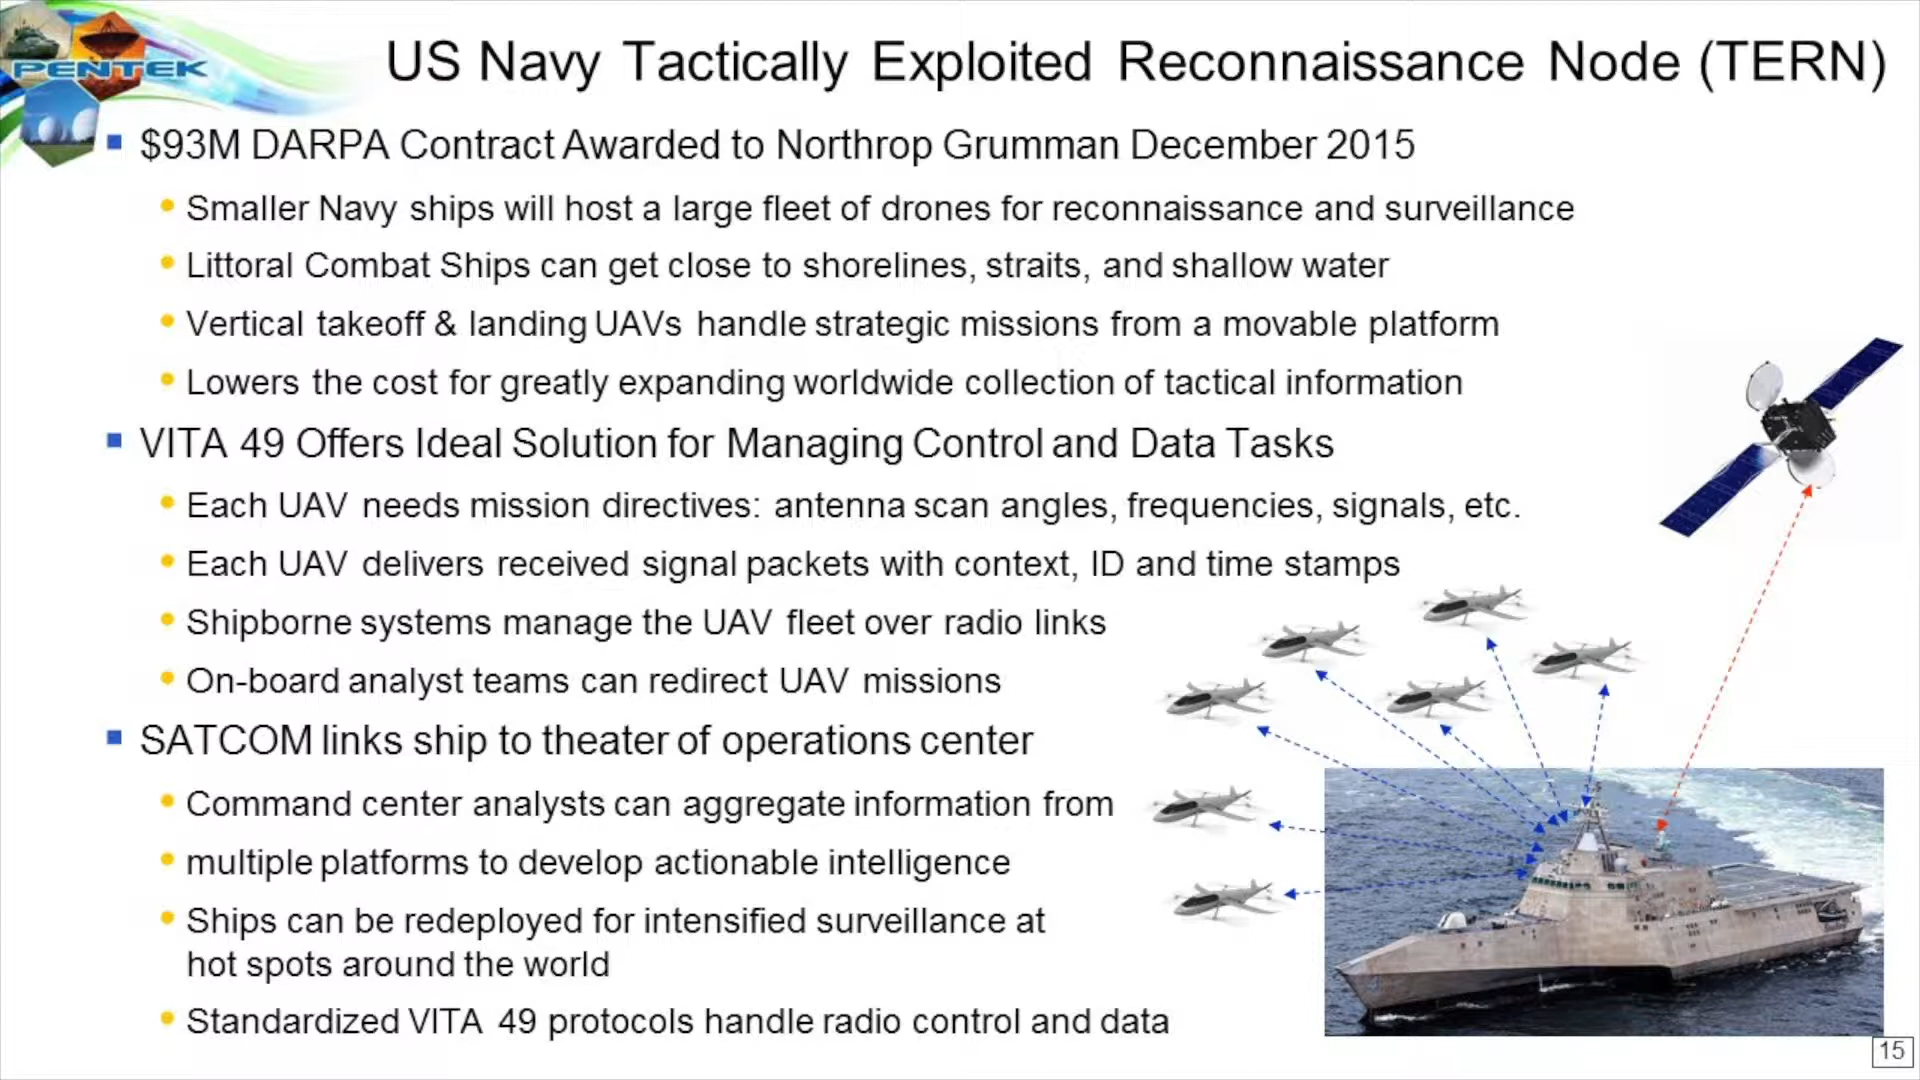 PENTEK
US Navy Tactically Exploited Reconnaissance Node (TERN)
$93M DARPA Contract Awarded to Northrop Grumman December 2015
Smaller Navy ships will host a large fleet of drones for reconnaissance and surveillance
Littoral Combat Ships can get close to shorelines, straits, and shallow water
Vertical takeoff & landing UAVs handle strategic missions from a movable platform
Lowers the cost for greatly expanding worldwide collection of tactical information
VITA 49 Offers Ideal Solution for Managing Control and Data Tasks
Each UAV needs mission directives: antenna scan angles, frequencies, signals, etc.
Each UAV delivers received signal packets with context, ID and time stamps
Shipborne systems manage the UAV fleet over radio links
On-board analyst teams can redirect UAV missions
SATCOM links ship to theater of operations center
Command center analysts can aggregate information from
multiple platforms to develop actionable intelligence
Ships can be redeployed for intensified surveillance at
hot spots around the world
Standardized VITA 49 protocols handle radio control and data
15